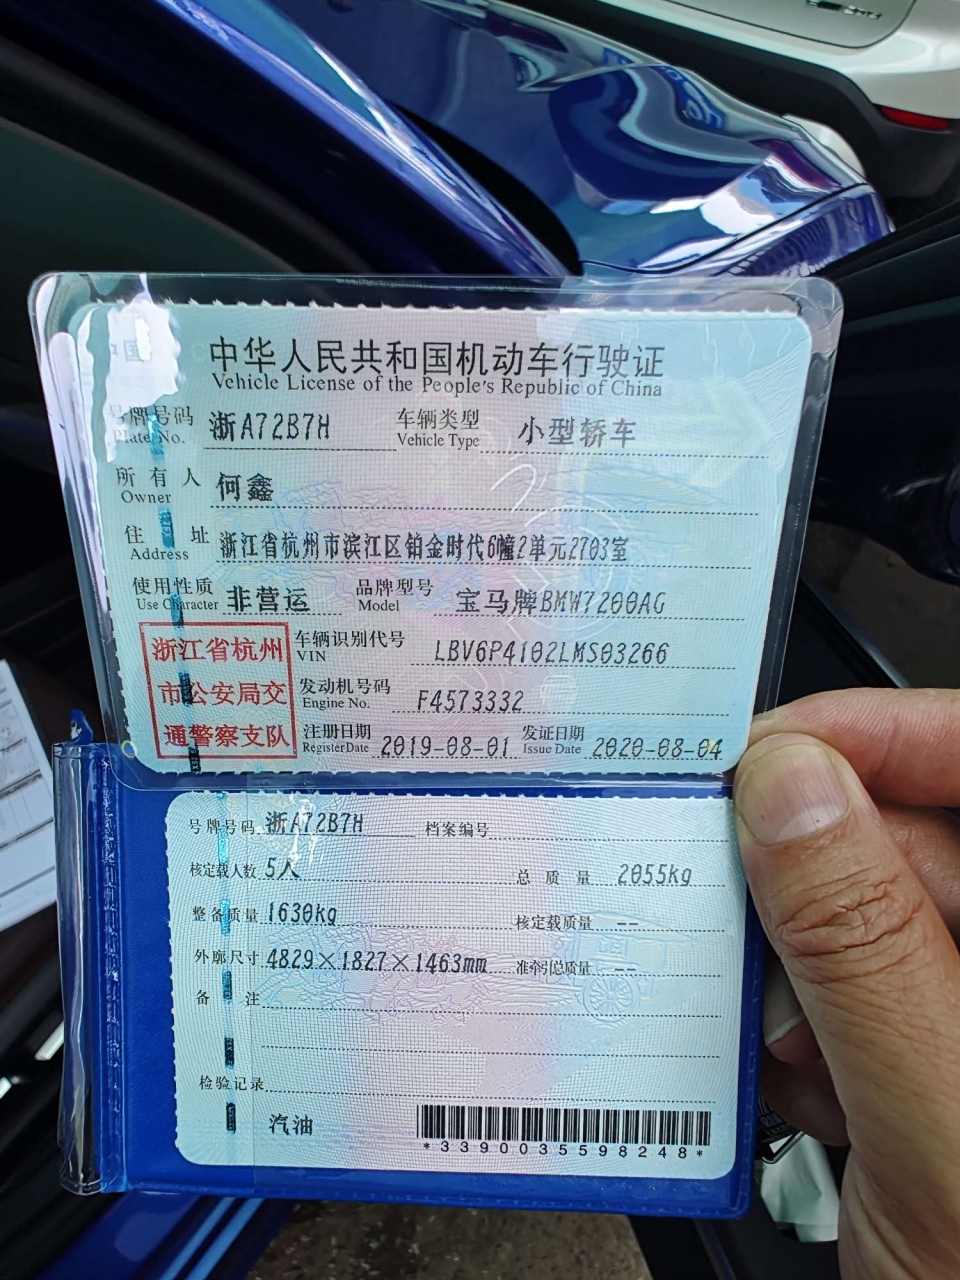 中华人民共和国机动车行驶证
Vehicle License of the People's Republic of China
号牌号码 浙A72B7H 车辆类型 小型轿车
Plate No. Vehicle Type
所有人 何鑫
Owner
住址 浙江省杭州市滨江区铂金时代6幢2单元2703室
Address
使用性质 非营运 品牌型号 宝马牌BMW7200AG
Use Character Model
浙江省杭州
市公安局交
通警察支队
车辆识别代号 LBV6P4102LMS03266
VIN
发动机号码 F4573332
Engine No.
注册日期 2019-08-01 发证日期 2020-08-04
Register Date Issue Date
号牌号码 浙A72B7H 档案编号
核定载人数 5人 总质量 2055kg
整备质量 1630kg 核定载质量 --
外廓尺寸 4829×1827×1463mm 准牵引总质量 --
备注
检验记录
汽油
*3390035598248*